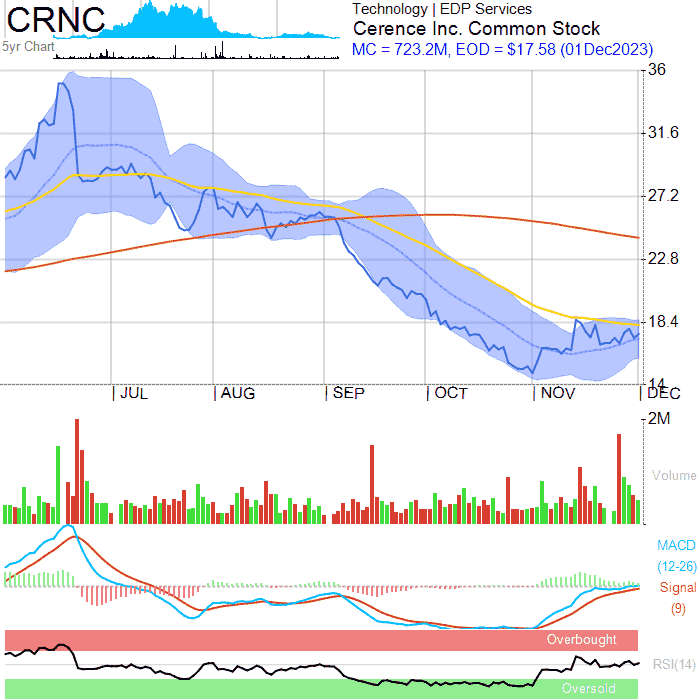 CRNC
Technology | EDP Services
Cerence Inc. Common Stock
5yr Chart
MC = 723.2M, EOD = $17.58 (01Dec2023)
36
31.6
27.2
22.8
18.4
14
JUL
AUG
SEP
OCT
NOV
DEC
2M
Volume
MACD
(12-26)
Signal
(9)
Overbought
RSI(14)
Oversold